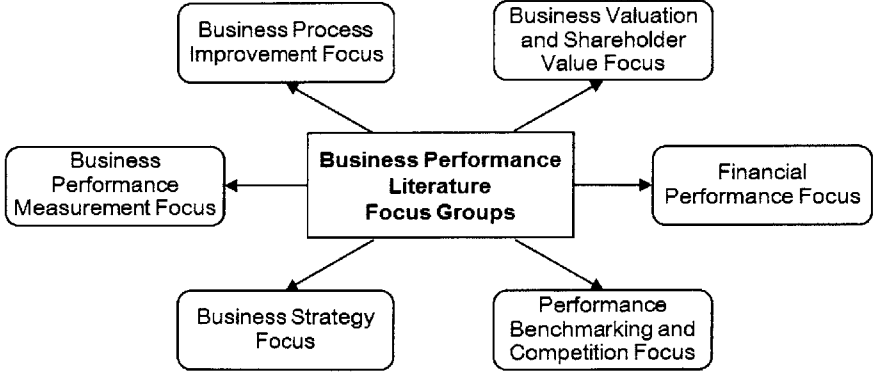 Business Process
Improvement Focus
Business Valuation
and Shareholder
Value Focus
Business
Performance
Measurement Focus
Business Performance
Literature
Focus Groups
Financial
Performance Focus
Business Strategy
Focus
Performance
Benchmarking and
Competition Focus